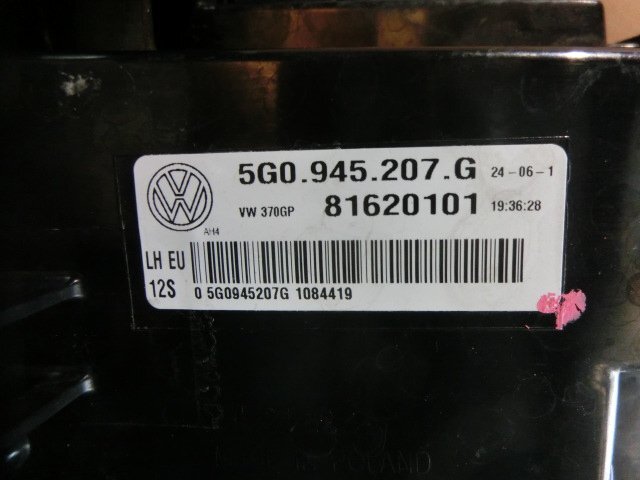 5G0.945.207.G 24-06-1
VW 370GP 81620101 19:36:28
AH4
LH EU
12S 0 5G0945207G 1084419
POLAND